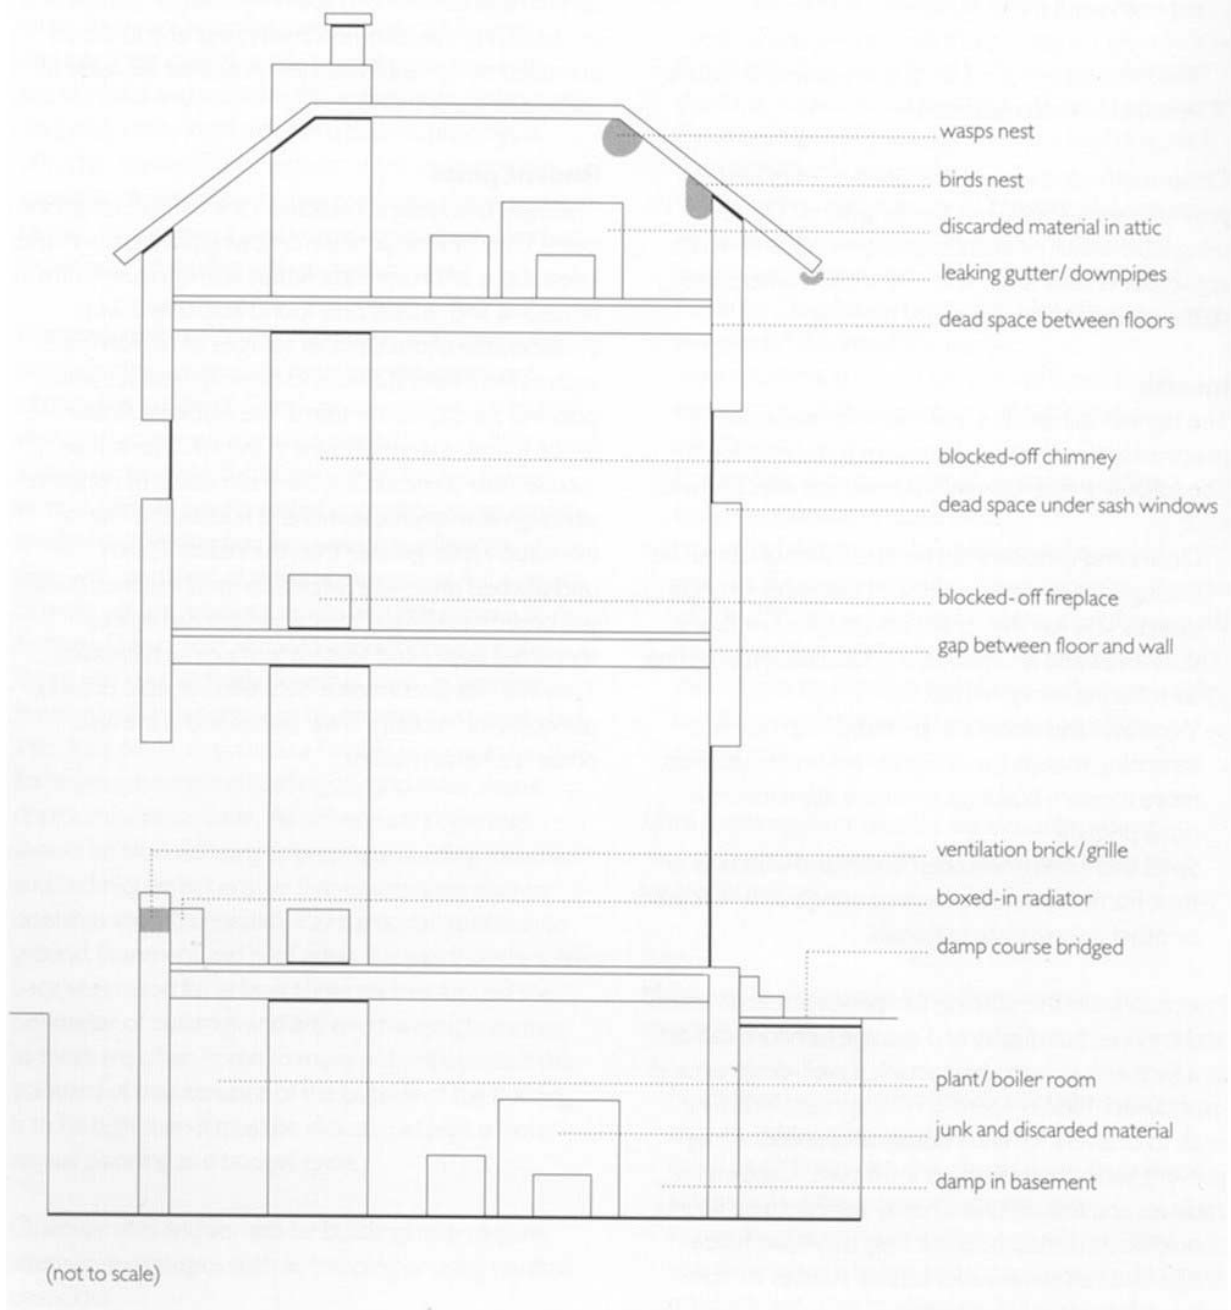 wasps nest
birds nest
discarded material in attic
leaking gutter/ downpipes
dead space between floors
blocked-off chimney
dead space under sash windows
blocked- off fireplace
gap between floor and wall
ventilation brick/grille
boxed-in radiator
damp course bridged
plant/ boiler room
junk and discarded material
damp in basement
(not to scale)